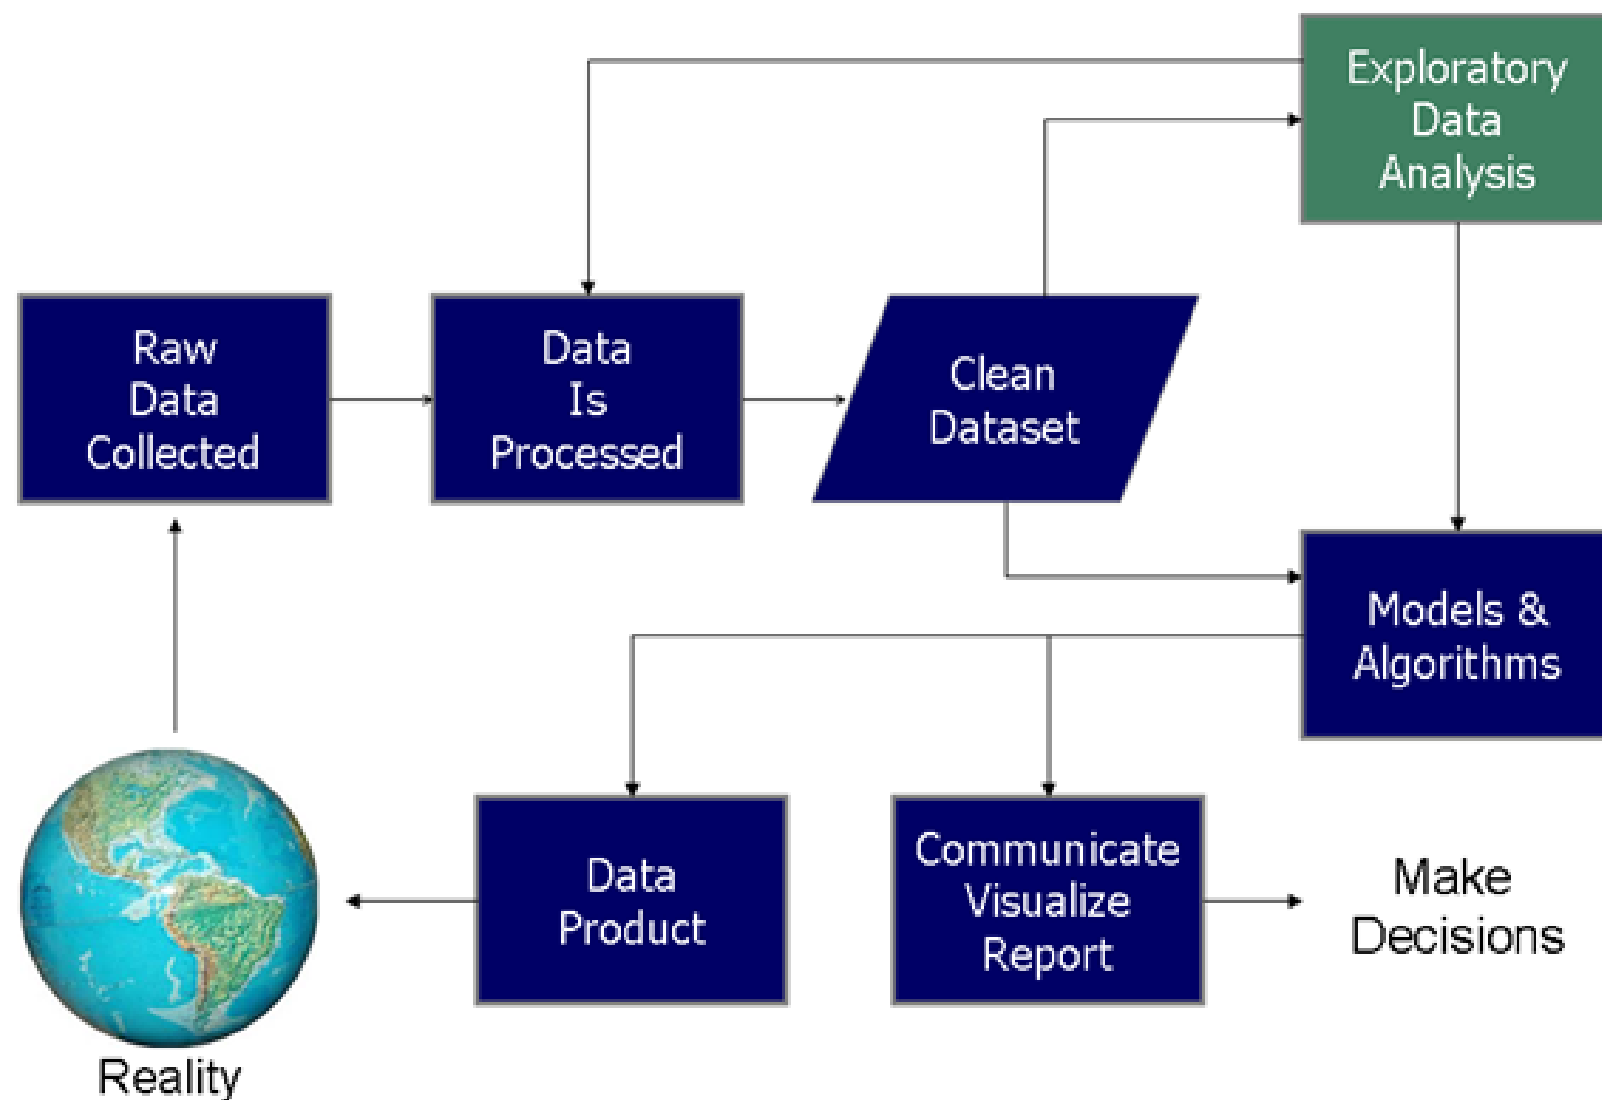 Exploratory
Data
Analysis
Raw
Data
Collected
Data
Is
Processed
Clean
Dataset
Models &
Algorithms
Data
Product
Communicate
Visualize
Report
Make
Decisions
Reality